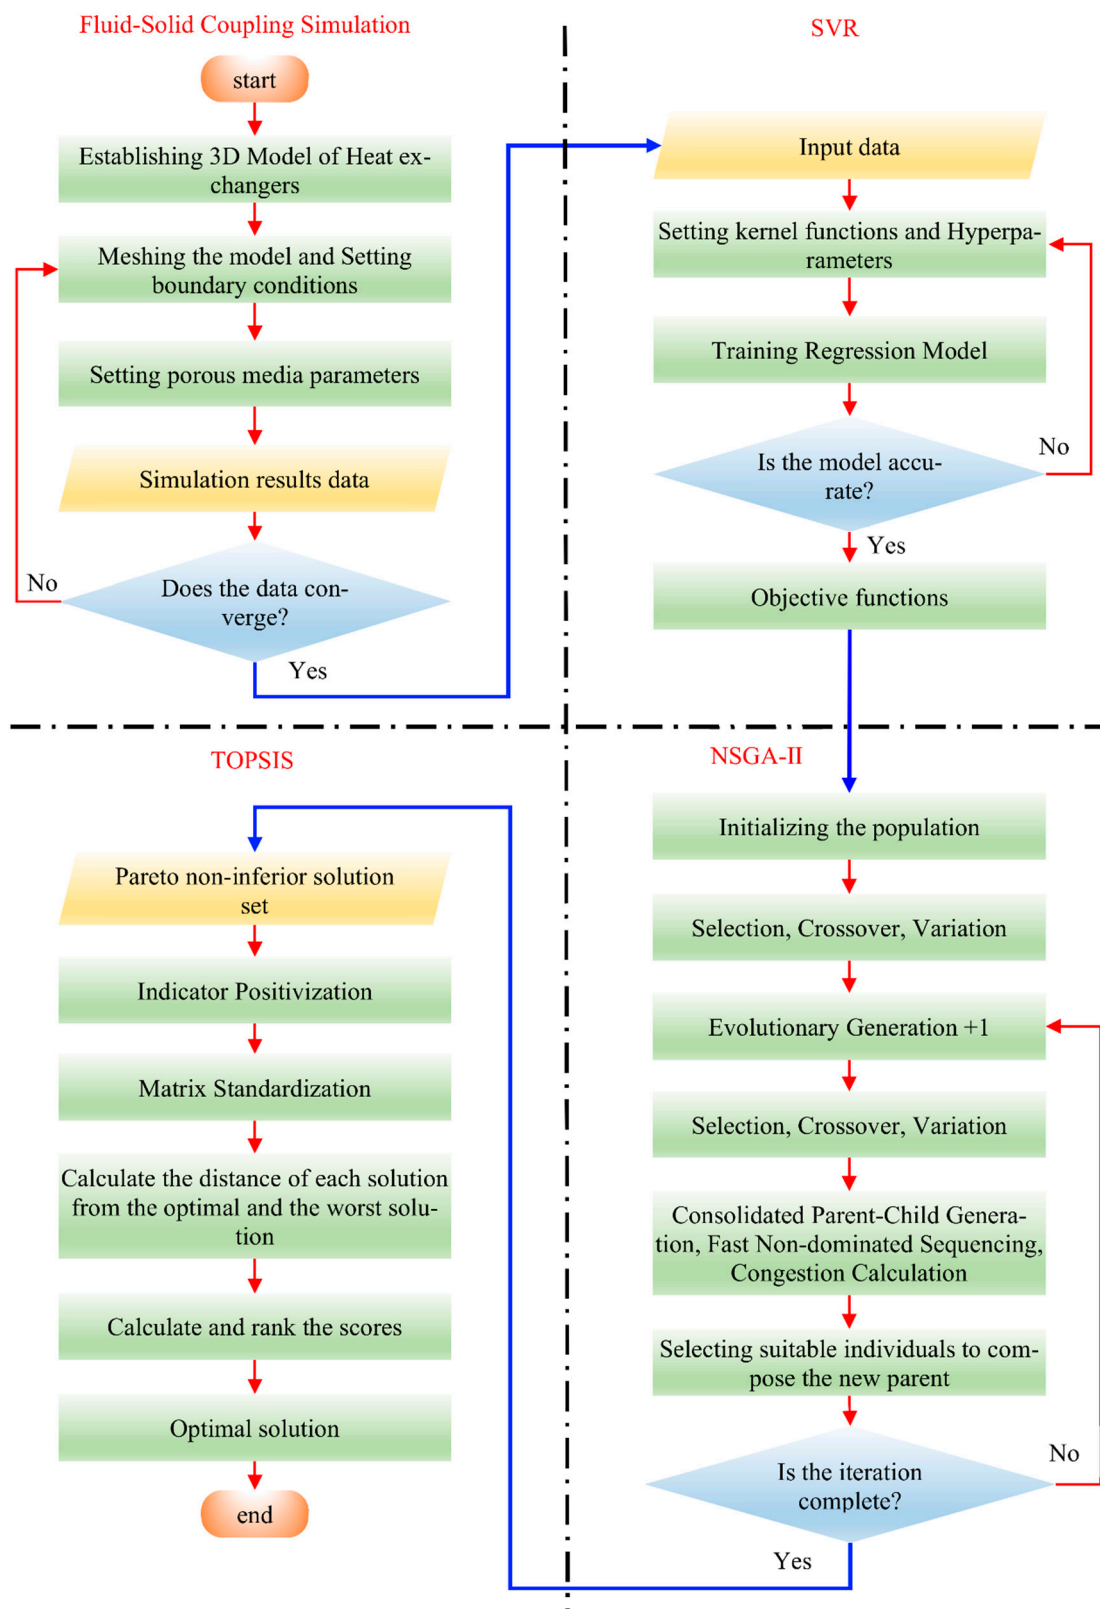 Fluid-Solid Coupling Simulation
start
Establishing 3D Model of Heat ex-
changers
Meshing the model and Setting
boundary conditions
Setting porous media parameters
Simulation results data
Does the data con-
verge?
No
Yes
SVR
Input data
Setting kernel functions and Hyperpa-
rameters
Training Regression Model
Is the model accu-
rate?
No
Yes
Objective functions
NSGA-II
Initializing the population
Selection, Crossover, Variation
Evolutionary Generation +1
Selection, Crossover, Variation
Consolidated Parent-Child Genera-
tion, Fast Non-dominated Sequencing,
Congestion Calculation
Selecting suitable individuals to com-
pose the new parent
Is the iteration
complete?
No
Yes
TOPSIS
Pareto non-inferior solution
set
Indicator Positivization
Matrix Standardization
Calculate the distance of each solution
from the optimal and the worst solu-
tion
Calculate and rank the scores
Optimal solution
end